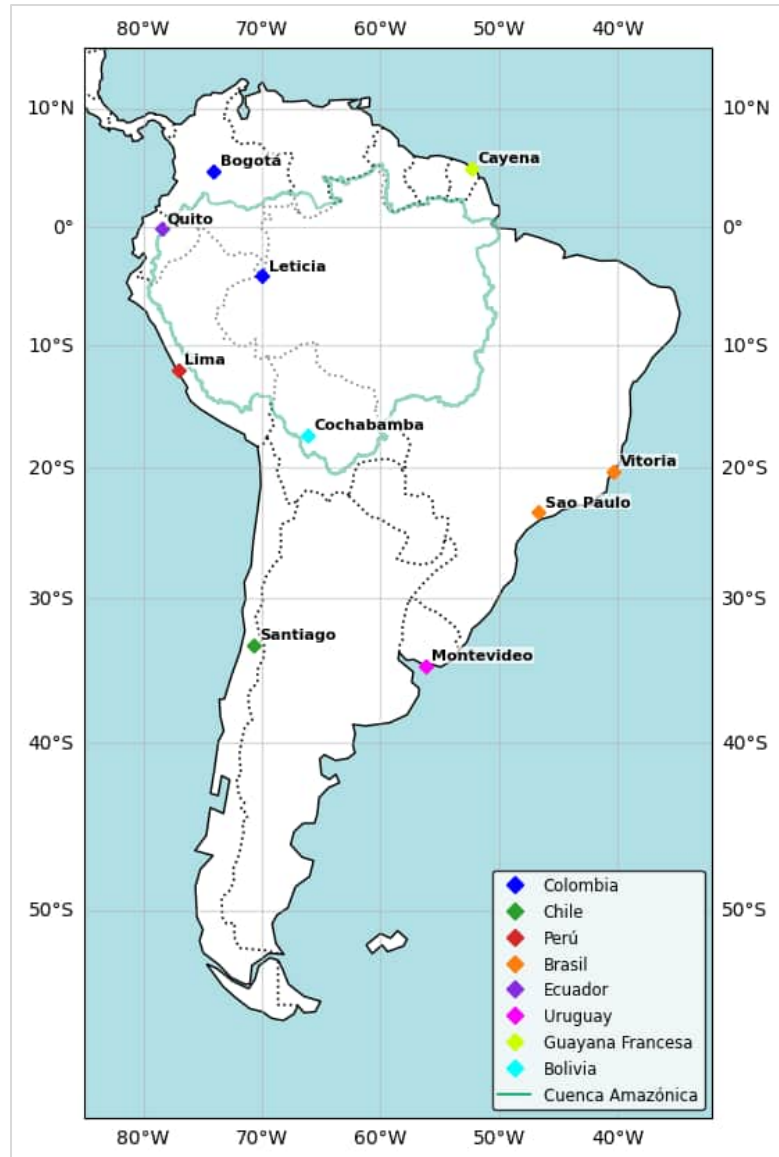 80°W 70°W 60°W 50°W 40°W
10°N 10°N
Cayena
Bogotá
Quito
0° 0°
Leticia
10°S 10°S
Lima
Cochabamba
Vitoria
20°S 20°S
Sao Paulo
30°S 30°S
Santiago
Montevideo
40°S 40°S
Colombia
50°S 50°S
Chile
Perú
Brasil
Ecuador
Uruguay
Guayana Francesa
Bolivia
Cuenca Amazónica
80°W 70°W 60°W 50°W 40°W